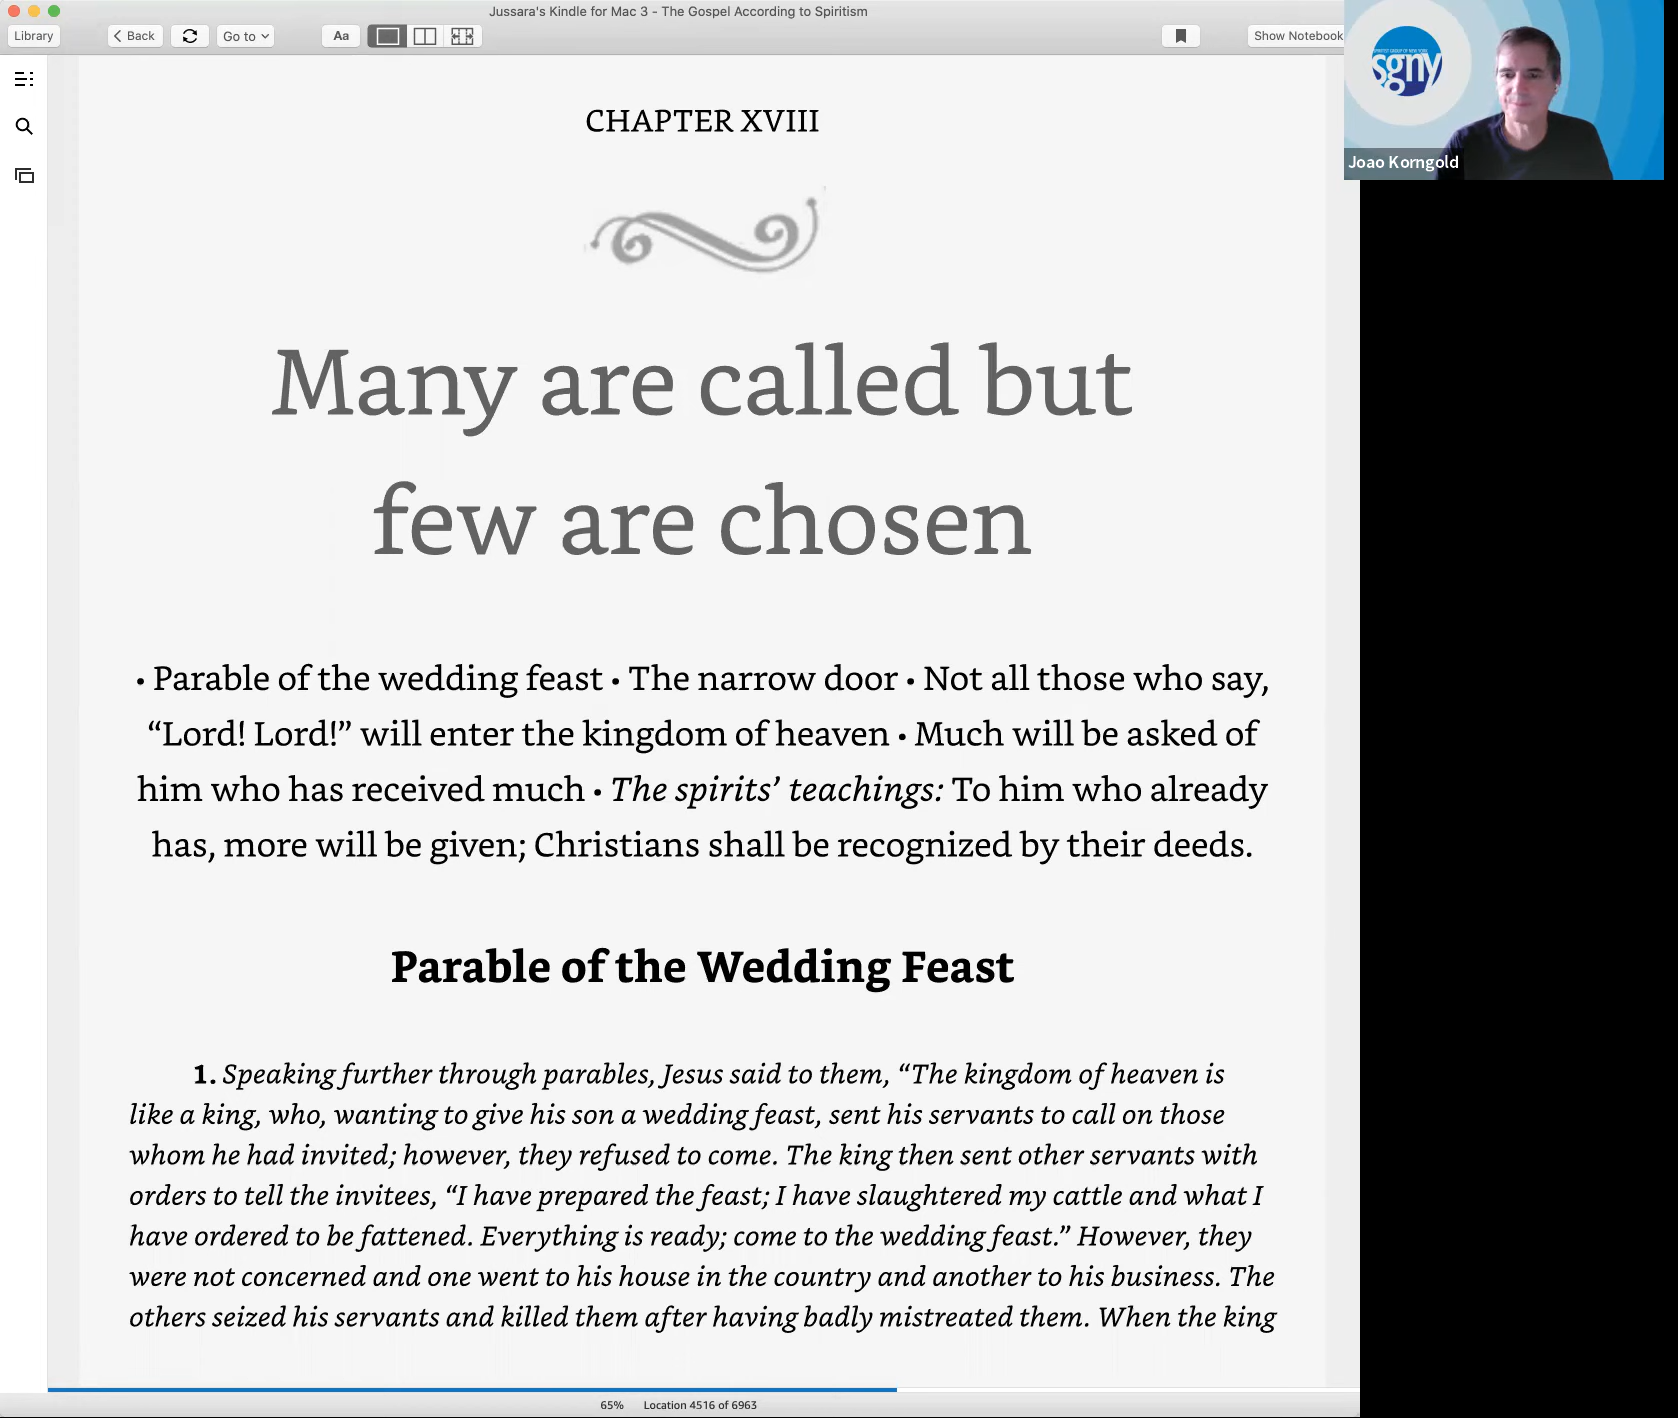 Jussara's Kindle for Mac 3 - The Gospel According to Spiritism
Library
Back
Go to
Aa
Show Notebook
sgny
Joao Korngold
CHAPTER XVIII
Many are called but
few are chosen
• Parable of the wedding feast • The narrow door • Not all those who say,
“Lord! Lord!” will enter the kingdom of heaven • Much will be asked of
him who has received much • The spirits’ teachings: To him who already
has, more will be given; Christians shall be recognized by their deeds.
Parable of the Wedding Feast
1. Speaking further through parables, Jesus said to them, “The kingdom of heaven is
like a king, who, wanting to give his son a wedding feast, sent his servants to call on those
whom he had invited; however, they refused to come. The king then sent other servants with
orders to tell the invitees, “I have prepared the feast; I have slaughtered my cattle and what I
have ordered to be fattened. Everything is ready; come to the wedding feast.” However, they
were not concerned and one went to his house in the country and another to his business. The
others seized his servants and killed them after having badly mistreated them. When the king
65% Location 4516 of 6963